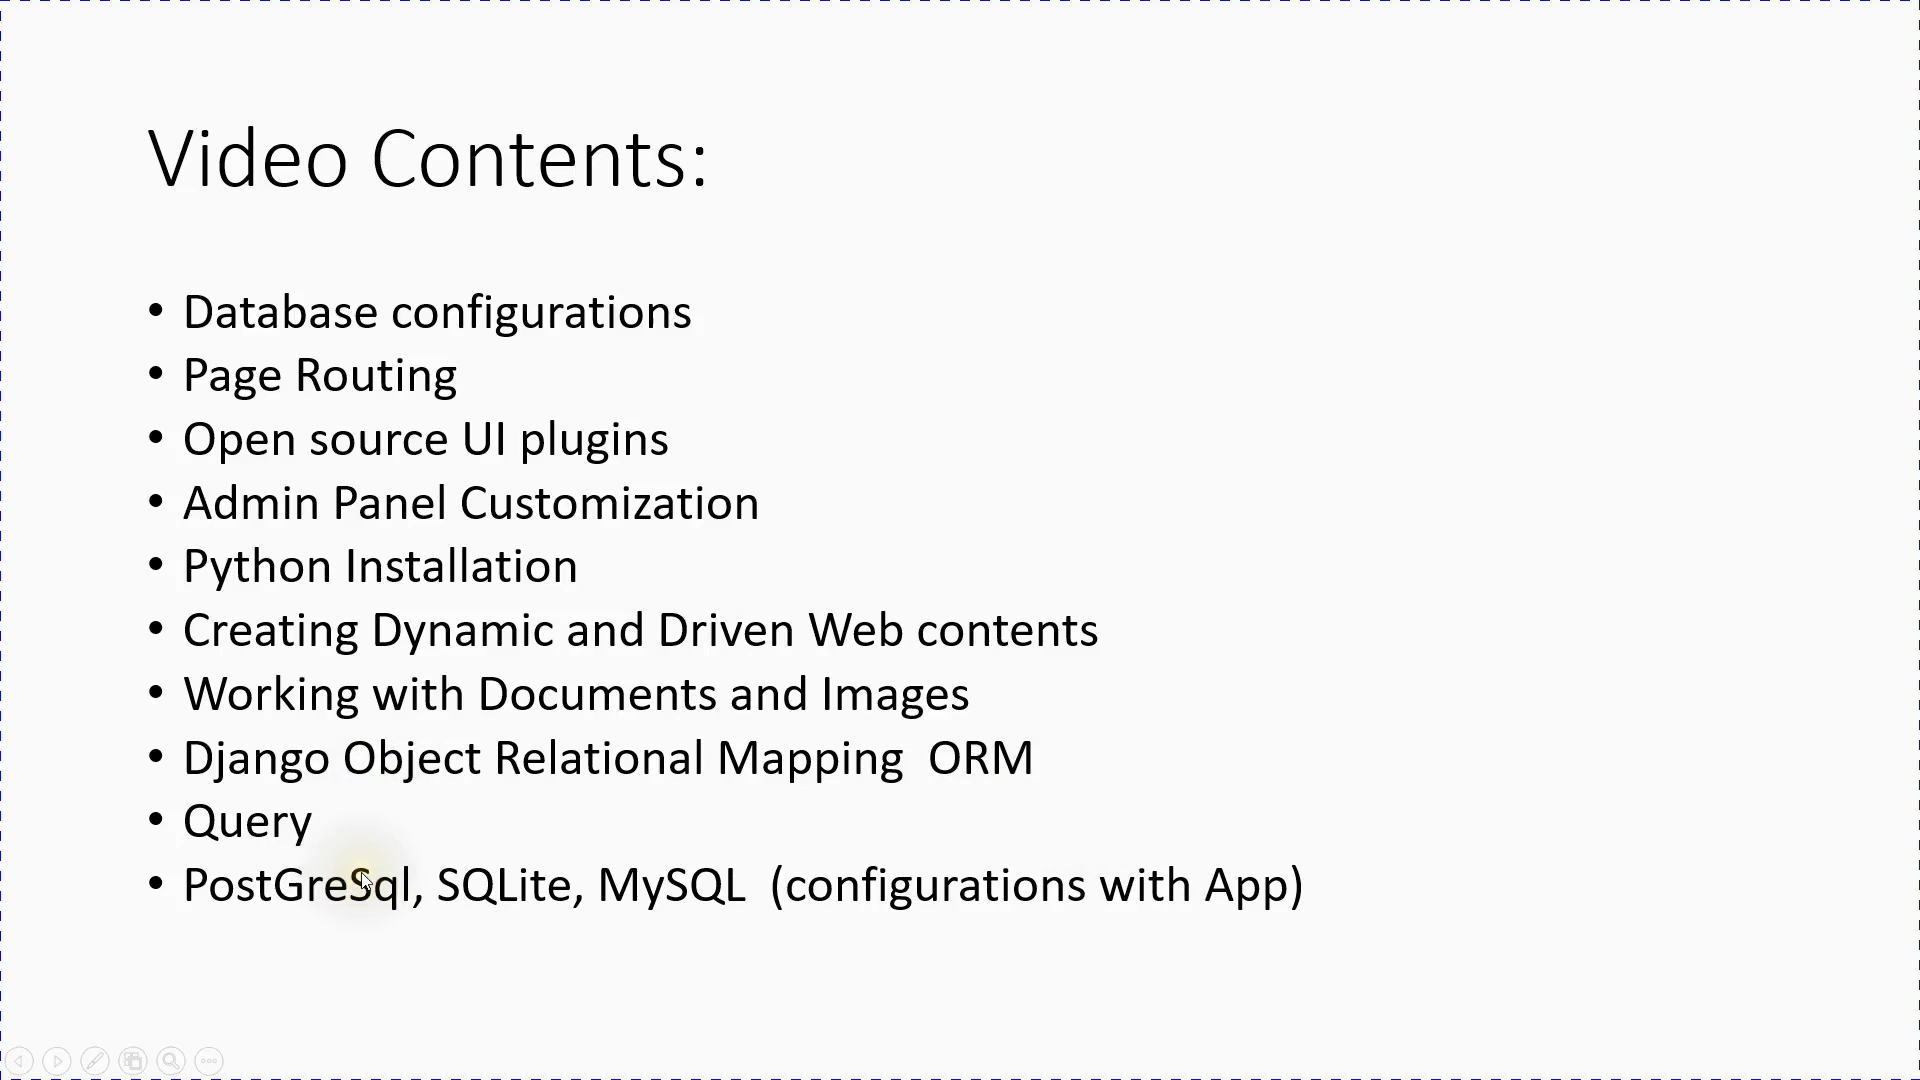 Video Contents:
• Database configurations
• Page Routing
• Open source UI plugins
• Admin Panel Customization
• Python Installation
• Creating Dynamic and Driven Web contents
• Working with Documents and Images
• Django Object Relational Mapping  ORM
• Query
• PostGreSql, SQLite, MySQL  (configurations with App)